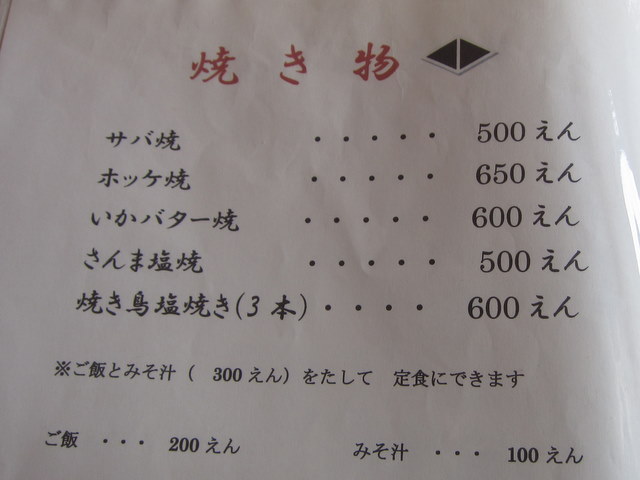 焼き物
サバ焼 ・・・・・ 500えん
ホッケ焼 ・・・・・ 650えん
いかバター焼 ・・・・・ 600えん
さんま塩焼 ・・・・・ 500えん
焼き鳥塩焼き(3本) ・・・・ 600えん
※ご飯とみそ汁( 300えん)をたして 定食にできます
ご飯 ・・・ 200えん みそ汁 ・・・ 100えん